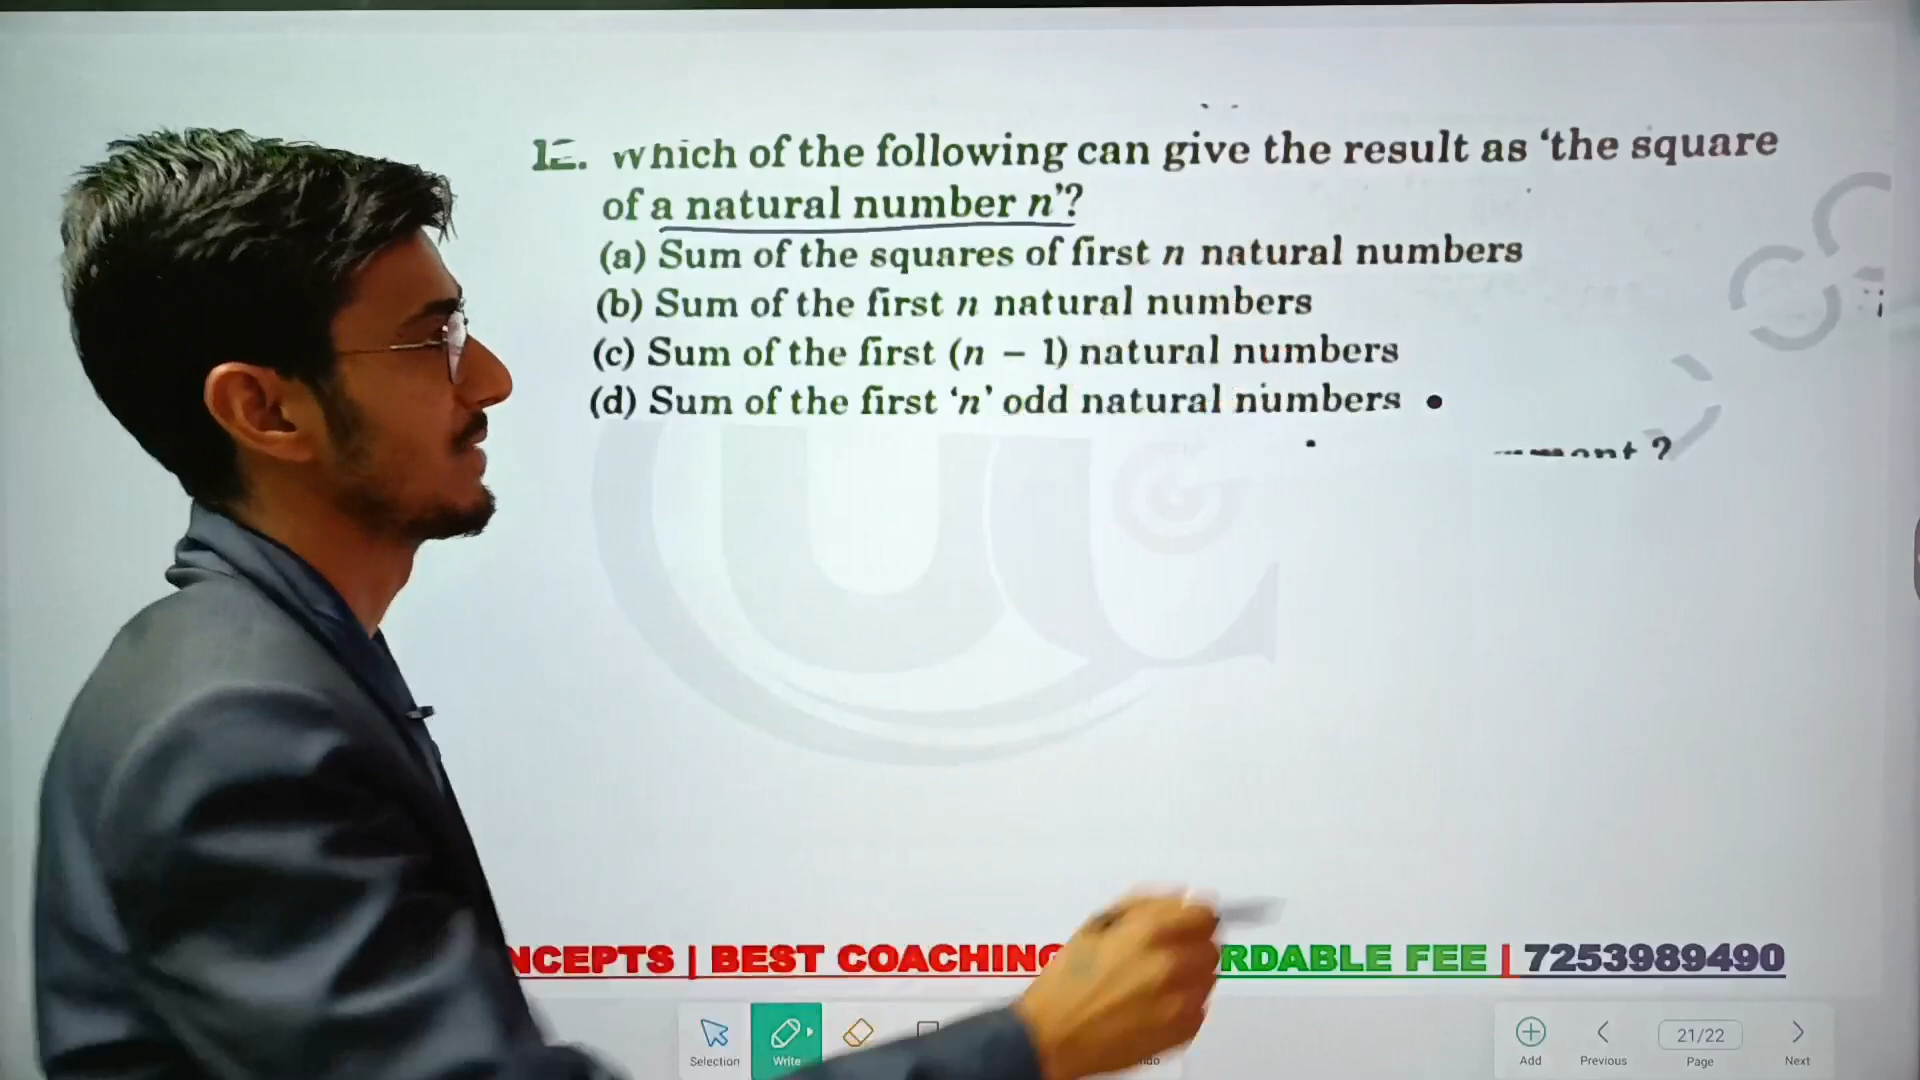 12. Which of the following can give the result as ‘the square
of a natural number n’?
(a) Sum of the squares of first n natural numbers
(b) Sum of the first n natural numbers
(c) Sum of the first (n − 1) natural numbers
(d) Sum of the first ‘n’ odd natural numbers •
?
NCEPTS | BEST COACHING RDABLE FEE | 7253989490
Selection Write Add Previous 21/22 Page Next